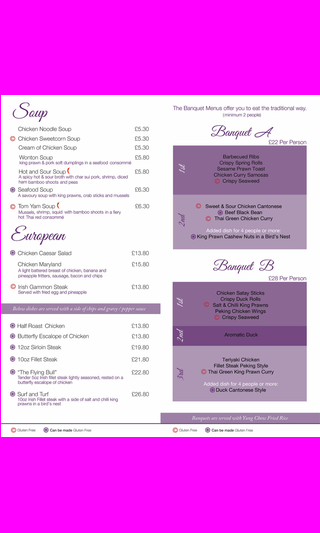 Soup
Chicken Noodle Soup £5.30
Chicken Sweetcorn Soup £5.30
Cream of Chicken Soup £5.30
Wonton Soup £5.80
king prawn & pork soft dumplings in a seafood consommé
Hot and Sour Soup £5.80
A spicy hot & sour broth with char sui pork, shrimp, diced
ham bamboo shoots and peas
Seafood Soup £6.30
A savoury soup with king prawns, crab sticks and mussels
Tom Yam Soup £6.30
Mussels, shrimp, squid with bamboo shoots in a fiery
hot Thai red consommé
European
Chicken Caesar Salad £13.80
Chicken Maryland £15.80
A light battered breast of chicken, banana and
pineapple fritters, sausage, bacon and chips
Irish Gammon Steak £13.80
Served with fried egg and pineapple
Below dishes are served with a side of chips and gravy / pepper sauce
Half Roast Chicken £13.80
Butterfly Escalope of Chicken £13.80
12oz Sirloin Steak £19.80
10oz Fillet Steak £21.80
"The Flying Bull" £22.80
Tender 5oz Irish fillet steak lightly seasoned, rested on a
butterfly escalope of chicken
Surf and Turf £26.80
10oz Irish Fillet steak with a side of salt and chilli king
prawns in a bird's nest
Gluten Free Can be made Gluten Free
The Banquet Menus offer you to eat the traditional way.
(minimum 2 people)
Banquet A
£22 Per Person
1st
Barbecued Ribs
Crispy Spring Rolls
Sesame Prawn Toast
Chicken Curry Samosas
Crispy Seaweed
2nd
Sweet & Sour Chicken Cantonese
Beef Black Bean
Thai Green Chicken Curry
Added dish for 4 people or more:
King Prawn Cashew Nuts in a Bird's Nest
Banquet B
£28 Per Person
1st
Chicken Satay Sticks
Crispy Duck Rolls
Salt & Chilli King Prawns
Peking Chicken Wings
Crispy Seaweed
2nd
Aromatic Duck
3rd
Teriyaki Chicken
Fillet Steak Peking Style
Thai Green King Prawn Curry
Added dish for 4 people or more:
Duck Cantonese Style
Banquets are served with Yung Chow Fried Rice
Gluten Free Can be made Gluten Free